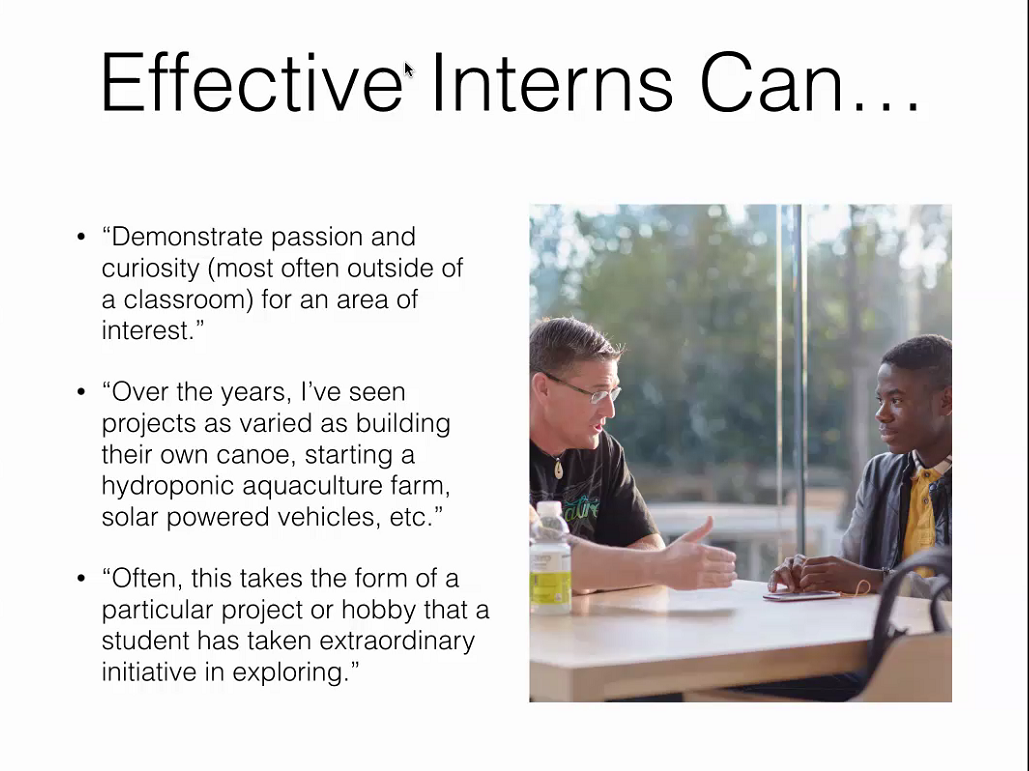 Effective Interns Can…
• “Demonstrate passion and
curiosity (most often outside of
a classroom) for an area of
interest.”
• “Over the years, I’ve seen
projects as varied as building
their own canoe, starting a
hydroponic aquaculture farm,
solar powered vehicles, etc.”
• “Often, this takes the form of a
particular project or hobby that a
student has taken extraordinary
initiative in exploring.”